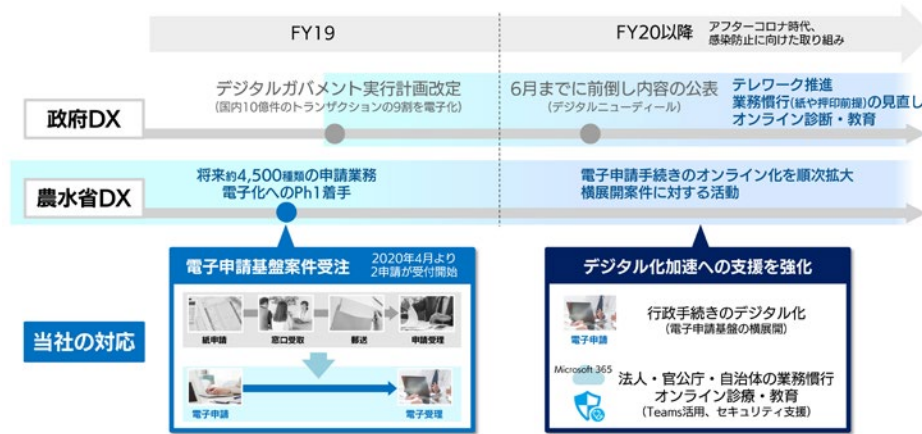 FY19
FY20以降
アフターコロナ時代、
感染防止に向けた取り組み
政府DX
デジタルガバメント実行計画改定
(国内10億件のトランザクションの9割を電子化)
6月までに前倒し内容の公表
(デジタルニューディール)
テレワーク推進
業務慣行(紙や押印前提)の見直し
オンライン診断・教育
農水省DX
将来約4,500種類の申請業務
電子化へのPh1着手
電子申請手続きのオンライン化を順次拡大
横展開案件に対する活動
当社の対応
電子申請基盤案件受注
2020年4月より
2申請が受付開始
紙申請
窓口受取
郵送
申請受理
電子申請
電子受理
デジタル化加速への支援を強化
電子申請
行政手続きのデジタル化
(電子申請基盤の横展開)
Microsoft 365
法人・官公庁・自治体の業務慣行
オンライン診療・教育
(Teams活用、セキュリティ支援)